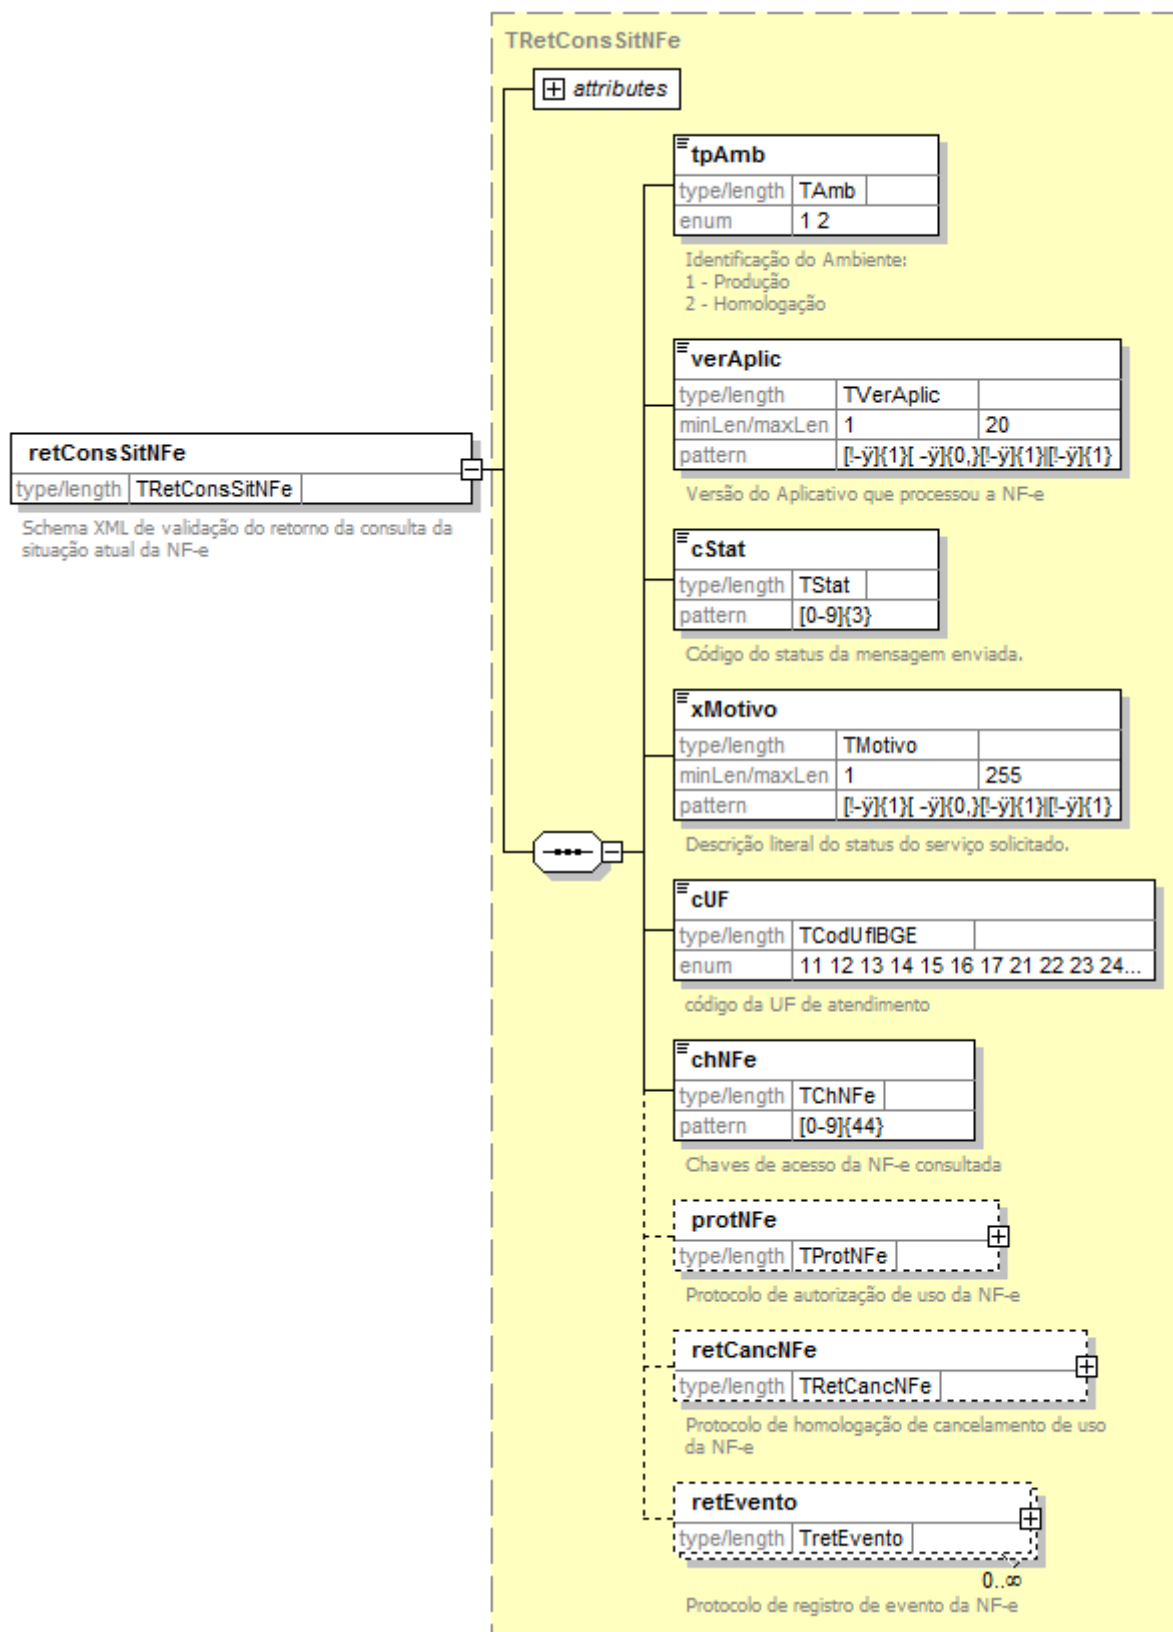 TRetConsSitNFe
attributes
tpAmb
type/length TAmb
enum 1 2
Identificação do Ambiente:
1 - Produção
2 - Homologação
verAplic
type/length TVerAplic
minLen/maxLen 1 20
pattern [!-ÿ]{1}[ -ÿ]{0,}[!-ÿ]{1}|[!-ÿ]{1}
Versão do Aplicativo que processou a NF-e
retConsSitNFe
type/length TRetConsSitNFe
Schema XML de validação do retorno da consulta da
situação atual da NF-e
cStat
type/length TStat
pattern [0-9]{3}
Código do status da mensagem enviada.
xMotivo
type/length TMotivo
minLen/maxLen 1 255
pattern [!-ÿ]{1}[ -ÿ]{0,}[!-ÿ]{1}|[!-ÿ]{1}
Descrição literal do status do serviço solicitado.
cUF
type/length TCodUfIBGE
enum 11 12 13 14 15 16 17 21 22 23 24...
código da UF de atendimento
chNFe
type/length TChNFe
pattern [0-9]{44}
Chaves de acesso da NF-e consultada
protNFe
type/length TProtNFe
Protocolo de autorização de uso da NF-e
retCancNFe
type/length TRetCancNFe
Protocolo de homologação de cancelamento de uso
da NF-e
retEvento
type/length TretEvento
0..∞
Protocolo de registro de evento da NF-e